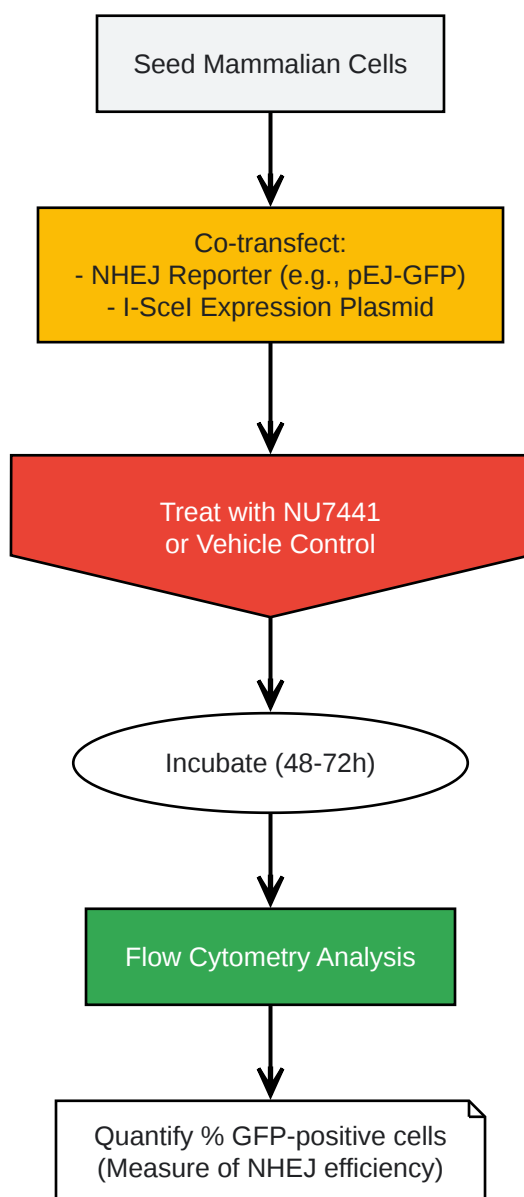 Seed Mammalian Cells
Co-transfect:
- NHEJ Reporter (e.g., pEJ-GFP)
- I-SceI Expression Plasmid
Treat with NU7441
or Vehicle Control
Incubate (48-72h)
Flow Cytometry Analysis
Quantify % GFP-positive cells
(Measure of NHEJ efficiency)